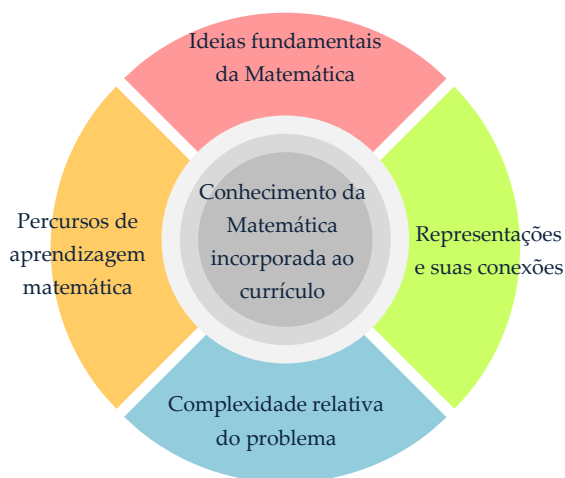 Ideias fundamentais
da Matemática
Conhecimento da
Matemática
incorporada ao
currículo
Percursos de
aprendizagem
matemática
Representações
e suas conexões
Complexidade relativa
do problema